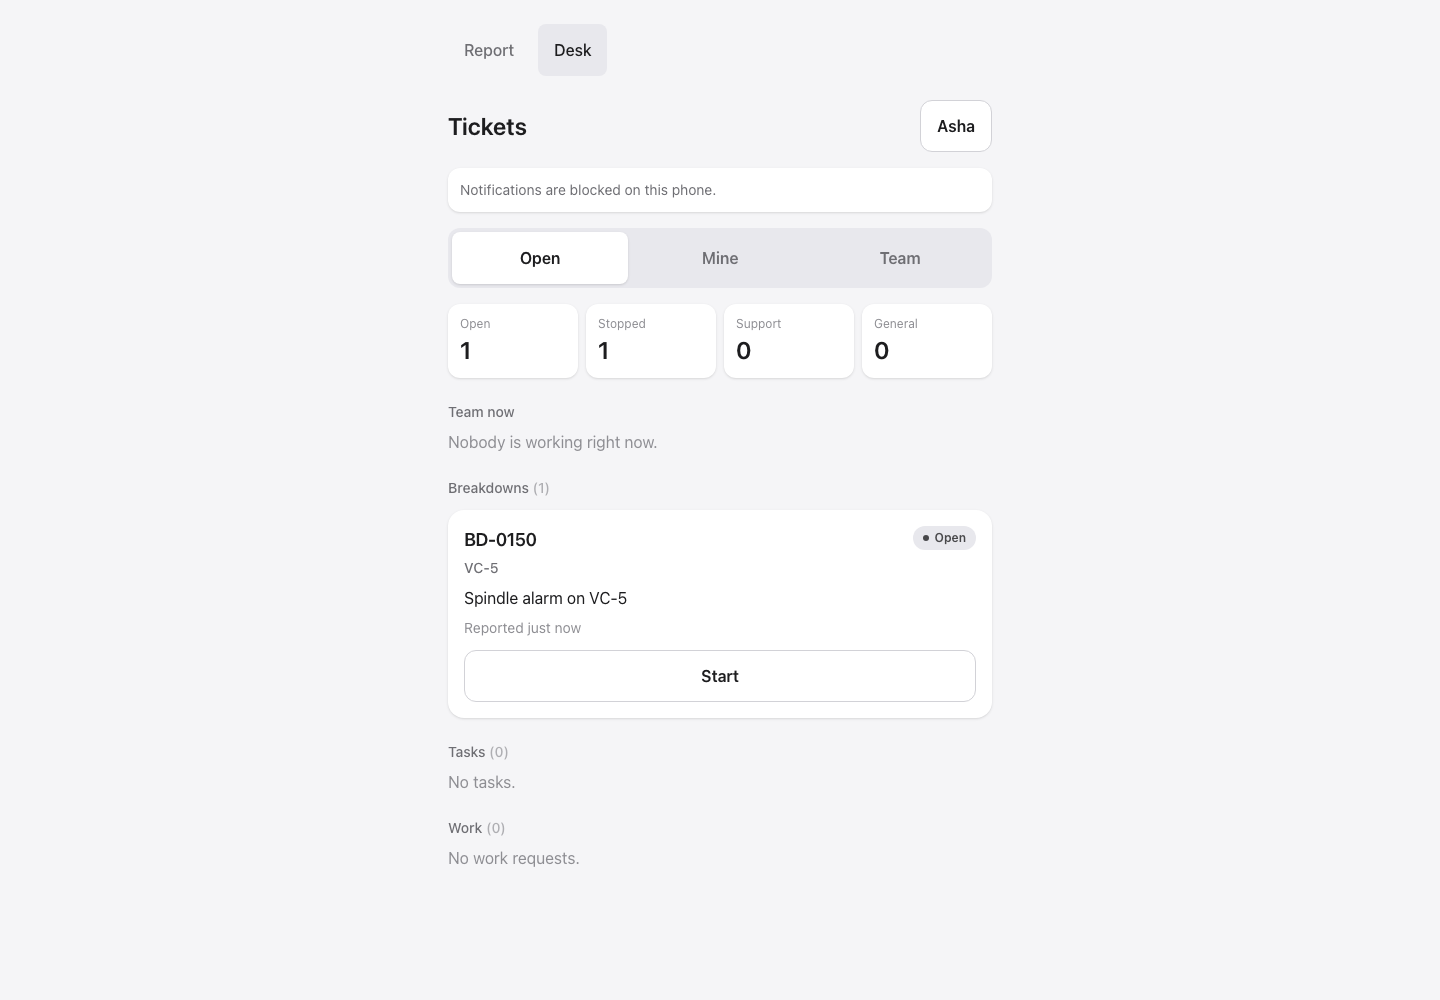 Report
Desk
Tickets
Asha
Notifications are blocked on this phone.
Open
Mine
Team
Open
1
Stopped
1
Support
0
General
0
Team now
Nobody is working right now.
Breakdowns (1)
BD-0150
Open
VC-5
Spindle alarm on VC-5
Reported just now
Start
Tasks (0)
No tasks.
Work (0)
No work requests.